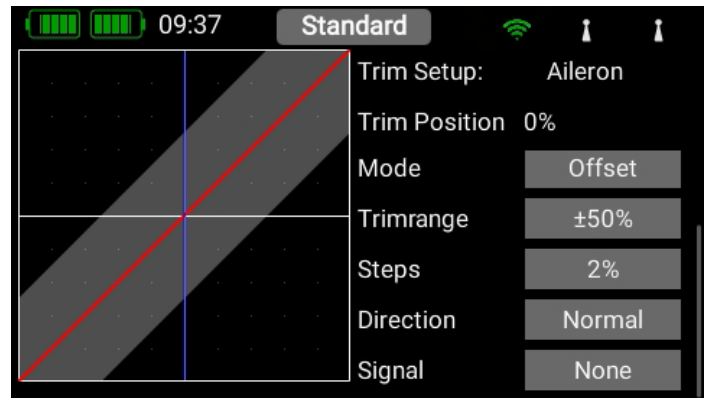 09:37 Standard
Trim Setup: Aileron
Trim Position 0%
Mode Offset
Trimrange ±50%
Steps 2%
Direction Normal
Signal None